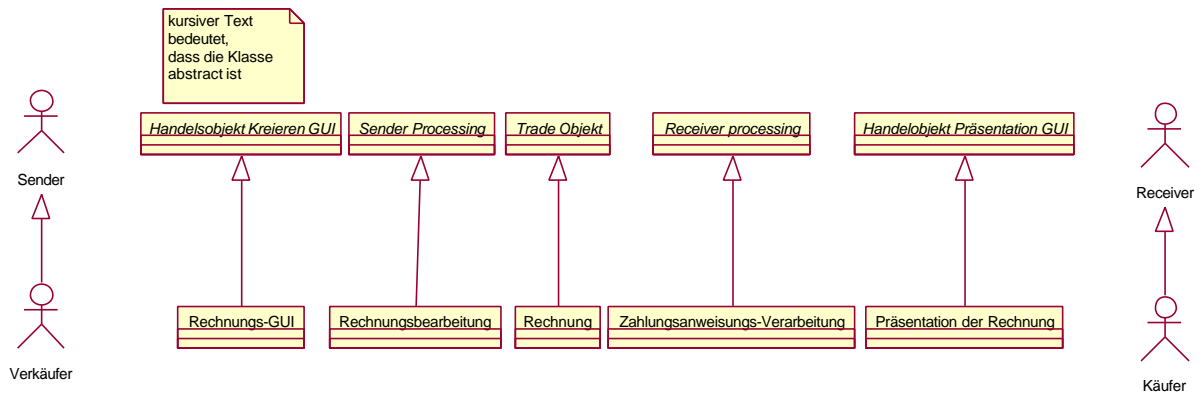 kursiver Text
bedeutet,
dass die Klasse
abstract ist
Handelsobjekt Kreieren GUI
Sender Processing
Trade Objekt
Receiver processing
Handelobjekt Präsentation GUI
Sender
Receiver
Rechnungs-GUI
Rechnungsbearbeitung
Rechnung
Zahlungsanweisungs-Verarbeitung
Präsentation der Rechnung
Verkäufer
Käufer